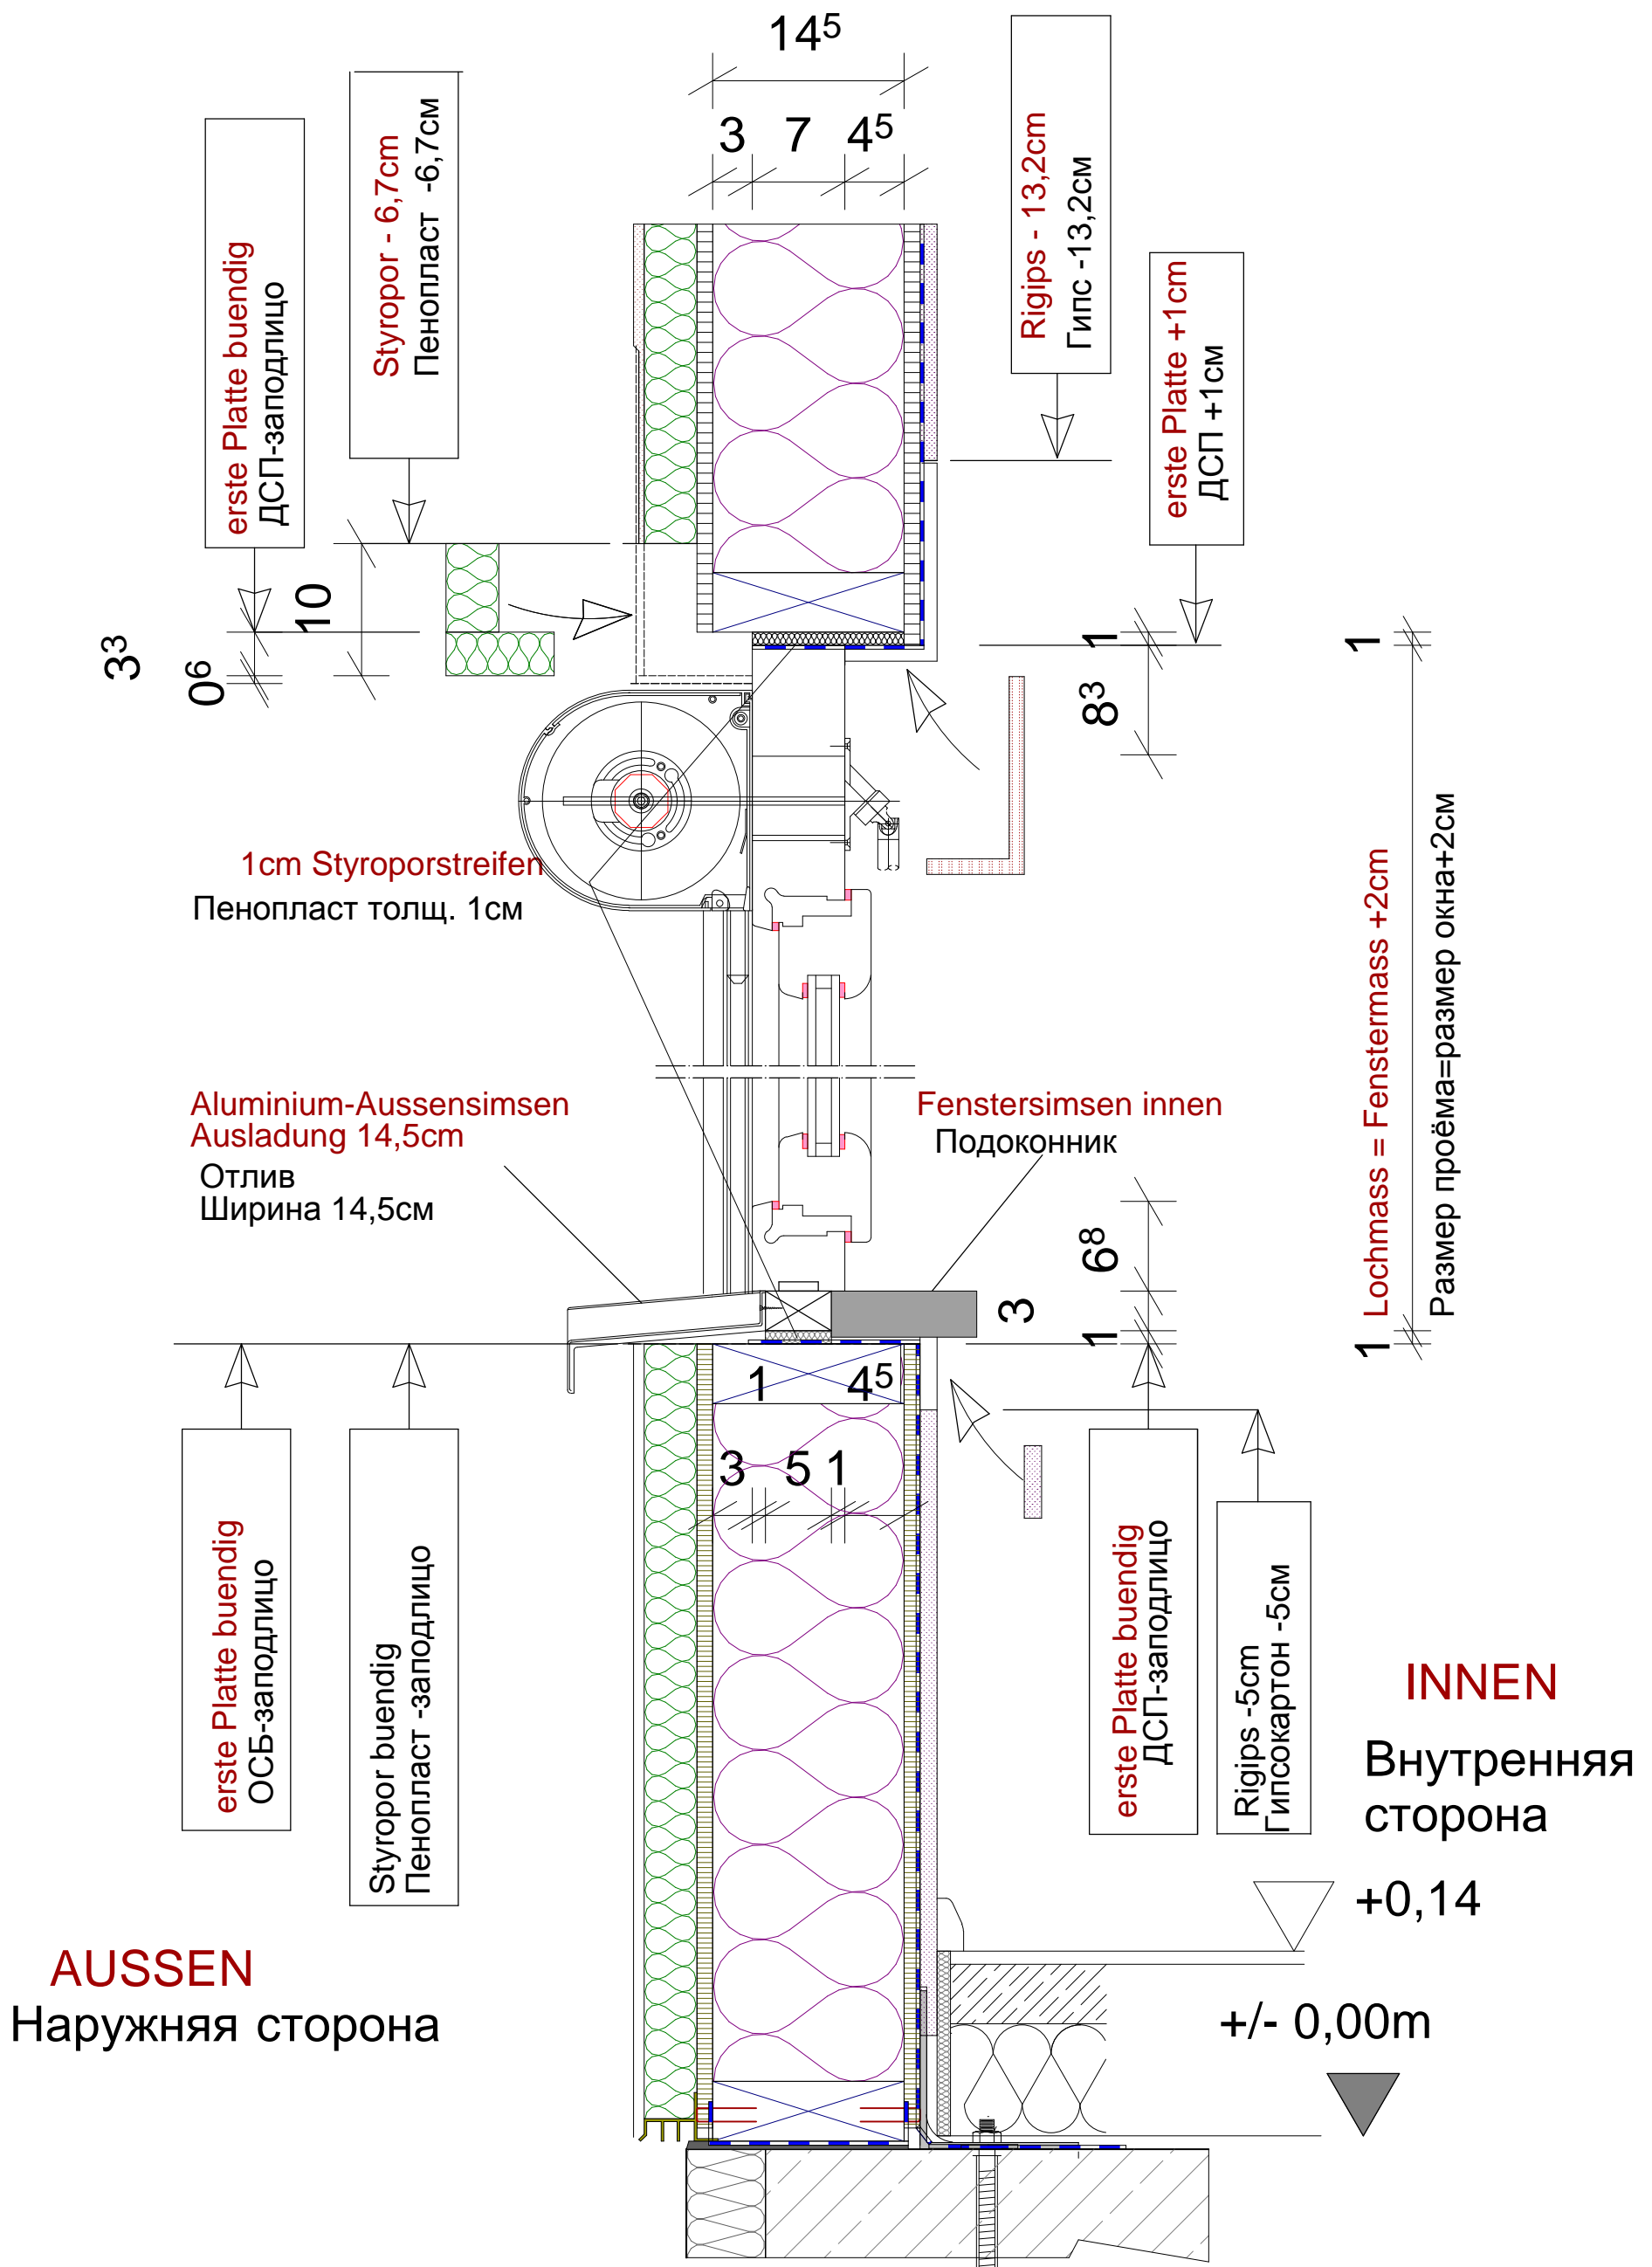 14⁵
3 7 4⁵
erste Platte buendig
ДСП-заподлицо
Styropor - 6,7cm
Пенопласт -6,7см
Rigips - 13,2cm
Гипс -13,2см
erste Platte +1cm
ДСП +1см
10
3³
0⁶
1
8³
1
1cm Styroporstreifen
Пенопласт толщ. 1см
Lochmass = Fenstermass +2cm
Размер проёма=размер окна+2см
Aluminium-Aussensimsen
Ausladung 14,5cm
Отлив
Ширина 14,5см
Fenstersimsen innen
Подоконник
6⁸
3
1
1
1 4⁵
3 5 1
erste Platte buendig
ОСБ-заподлицо
Styropor buendig
Пенопласт -заподлицо
erste Platte buendig
ДСП-заподлицо
Rigips -5cm
Гипсокартон -5см
INNEN
Внутренняя
сторона
+0,14
AUSSEN
Наружняя сторона
+/- 0,00m